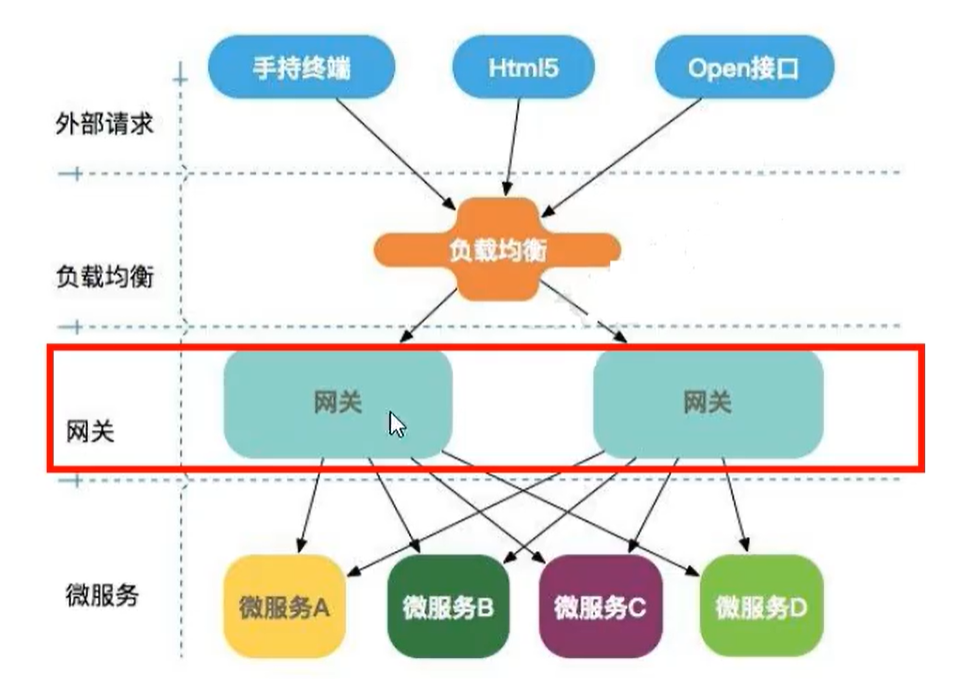 手持终端
Html5
Open接口
外部请求
负载均衡
负载均衡
网关
网关
网关
微服务
微服务A
微服务B
微服务C
微服务D